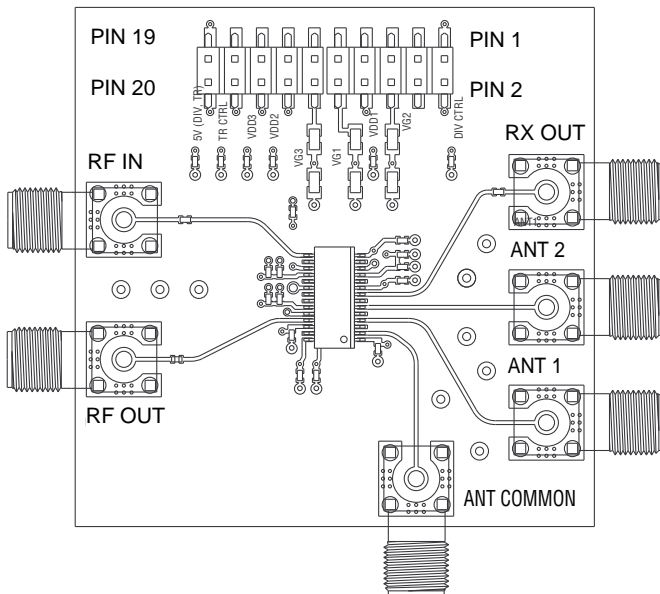 PIN 19
PIN 1
PIN 20
PIN 2
5V (DIV, TR)
TR CTRL
VDD3
VDD2
VG3
VG1
VDD1
VG2
DIV CTRL
RF IN
RX OUT
ANT1
ANT 2
ANT 1
RF OUT
ANT COMMON